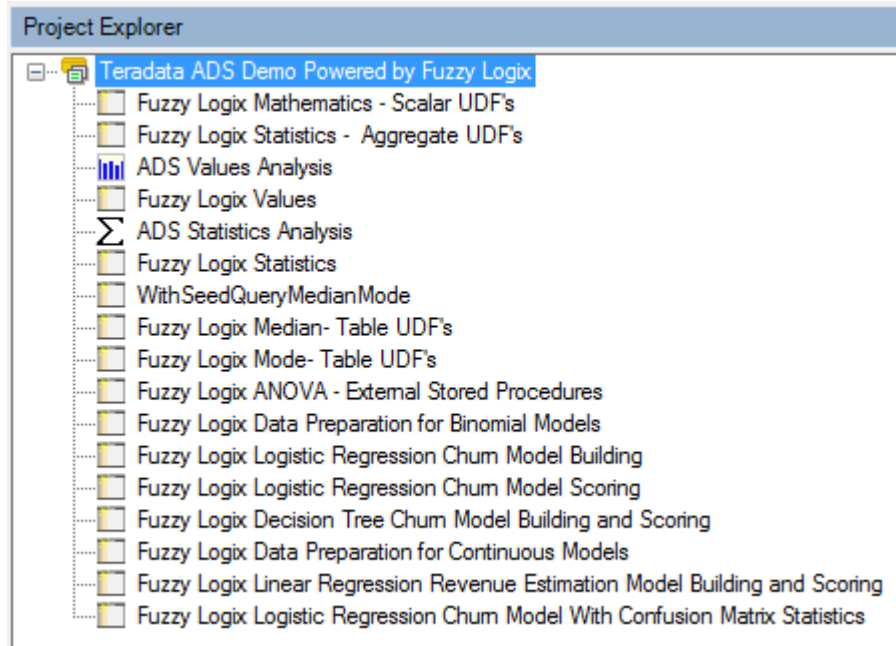 Project Explorer
Teradata ADS Demo Powered by Fuzzy Logix
Fuzzy Logix Mathematics - Scalar UDF's
Fuzzy Logix Statistics - Aggregate UDF's
ADS Values Analysis
Fuzzy Logix Values
ADS Statistics Analysis
Fuzzy Logix Statistics
WithSeedQueryMedianMode
Fuzzy Logix Median- Table UDF's
Fuzzy Logix Mode- Table UDF's
Fuzzy Logix ANOVA - External Stored Procedures
Fuzzy Logix Data Preparation for Binomial Models
Fuzzy Logix Logistic Regression Churn Model Building
Fuzzy Logix Logistic Regression Churn Model Scoring
Fuzzy Logix Decision Tree Churn Model Building and Scoring
Fuzzy Logix Data Preparation for Continuous Models
Fuzzy Logix Linear Regression Revenue Estimation Model Building and Scoring
Fuzzy Logix Logistic Regression Churn Model With Confusion Matrix Statistics